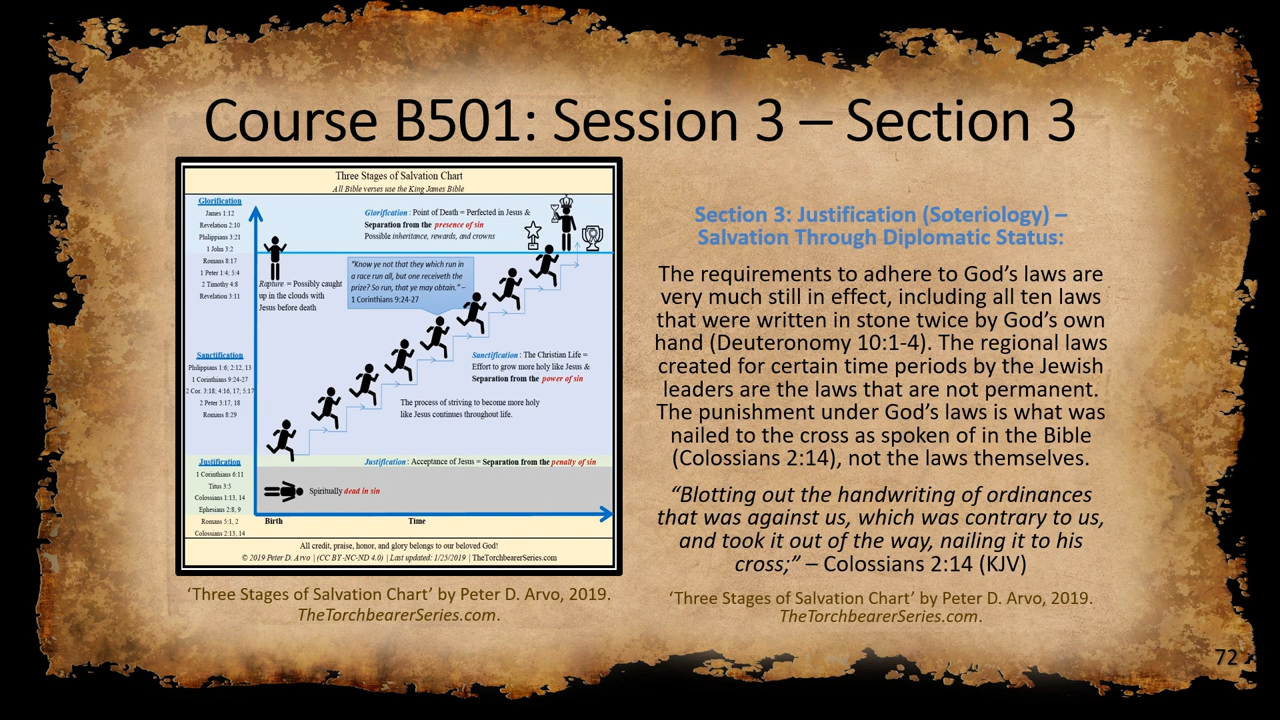 Course B501: Session 3 – Section 3
Three Stages of Salvation Chart
All Bible verses use the King James Bible
Glorification
James 1:12
Revelation 2:10
Philippians 3:21
1 John 3:2
Romans 8:17
1 Peter 1:4; 5:4
2 Timothy 4:8
Revelation 3:11
Sanctification
Philippians 1:6; 2:12, 13
1 Corinthians 9:24-27
2 Cor. 3:18; 4:16, 17; 5:17
2 Peter 3:17, 18
Romans 8:29
Justification
1 Corinthians 6:11
Titus 3:5
Colossians 1:13, 14
Ephesians 2:8, 9
Romans 5:1, 2
Colossians 2:13, 14
Glorification: Point of Death = Perfected in Jesus &
Separation from the presence of sin
Possible inheritance, rewards, and crowns
Rapture = Possibly caught
up in the clouds with
Jesus before death
"Know ye not that they which run in
a race run all, but one receiveth the
prize? So run, that ye may obtain." –
1 Corinthians 9:24-27
Sanctification: The Christian Life =
Effort to grow more holy like Jesus &
Separation from the power of sin
The process of striving to become more holy
like Jesus continues throughout life.
Justification: Acceptance of Jesus = Separation from the penalty of sin
Spiritually dead in sin
Birth
Time
All credit, praise, honor, and glory belongs to our beloved God!
© 2019 Peter D. Arvo | (CC BY-NC-ND 4.0) | Last updated: 1/25/2019 | TheTorchbearerSeries.com
‘Three Stages of Salvation Chart’ by Peter D. Arvo, 2019.
TheTorchbearerSeries.com.
Section 3: Justification (Soteriology) –
Salvation Through Diplomatic Status:
The requirements to adhere to God’s laws are
very much still in effect, including all ten laws
that were written in stone twice by God’s own
hand (Deuteronomy 10:1-4). The regional laws
created for certain time periods by the Jewish
leaders are the laws that are not permanent.
The punishment under God’s laws is what was
nailed to the cross as spoken of in the Bible
(Colossians 2:14), not the laws themselves.
“Blotting out the handwriting of ordinances
that was against us, which was contrary to us,
and took it out of the way, nailing it to his
cross;” – Colossians 2:14 (KJV)
‘Three Stages of Salvation Chart’ by Peter D. Arvo, 2019.
TheTorchbearerSeries.com.
72